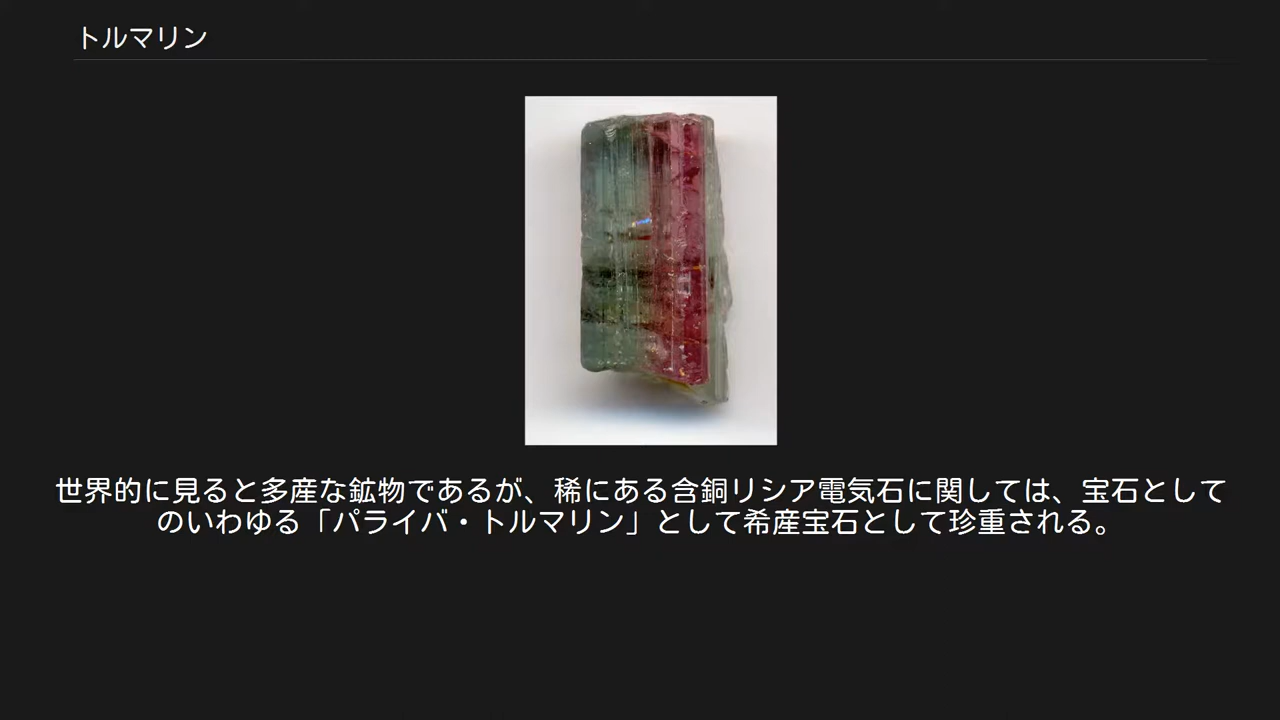 トルマリン
世界的に見ると多産な鉱物であるが、稀にある含銅リシア電気石に関しては、宝石として
のいわゆる「パライバ・トルマリン」として希産宝石として珍重される。